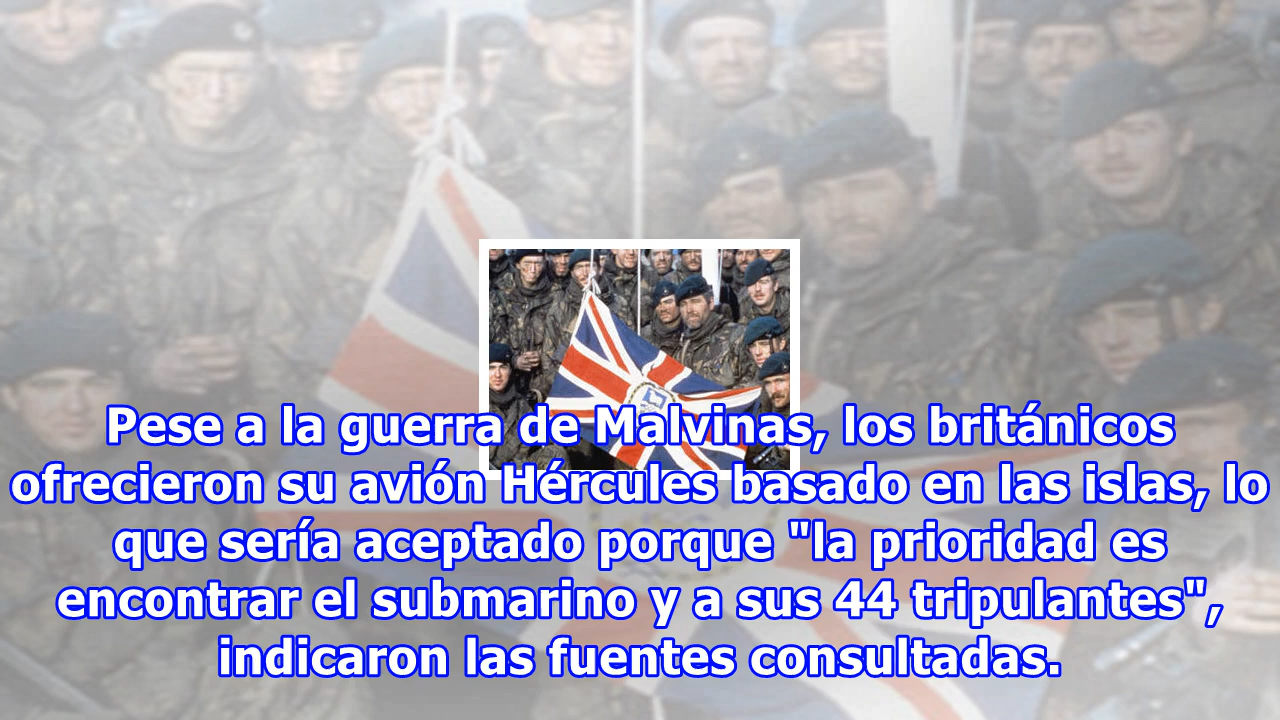 Pese a la guerra de Malvinas, los británicos
ofrecieron su avión Hércules basado en las islas, lo
que sería aceptado porque "la prioridad es
encontrar el submarino y a sus 44 tripulantes",
indicaron las fuentes consultadas.